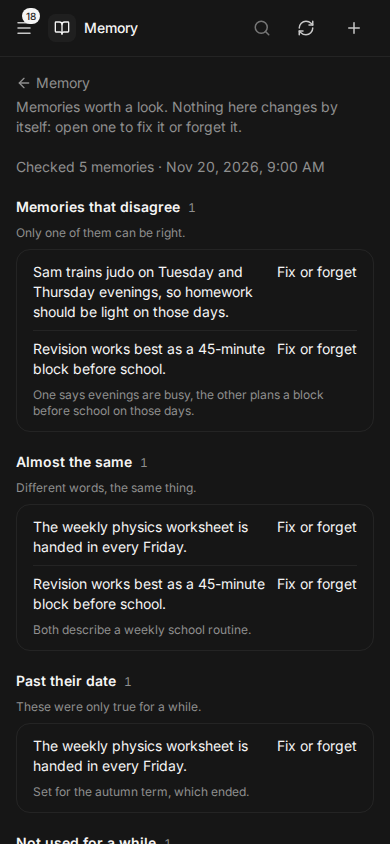 18
Memory
Memory
Memories worth a look. Nothing here changes by
itself: open one to fix it or forget it.
Checked 5 memories · Nov 20, 2026, 9:00 AM
Memories that disagree 1
Only one of them can be right.
Sam trains judo on Tuesday and
Thursday evenings, so homework
should be light on those days.
Fix or forget
Revision works best as a 45-minute
block before school.
Fix or forget
One says evenings are busy, the other plans a block
before school on those days.
Almost the same 1
Different words, the same thing.
The weekly physics worksheet is
handed in every Friday.
Fix or forget
Revision works best as a 45-minute
block before school.
Fix or forget
Both describe a weekly school routine.
Past their date 1
These were only true for a while.
The weekly physics worksheet is
handed in every Friday.
Fix or forget
Set for the autumn term, which ended.
Not used for a while 1